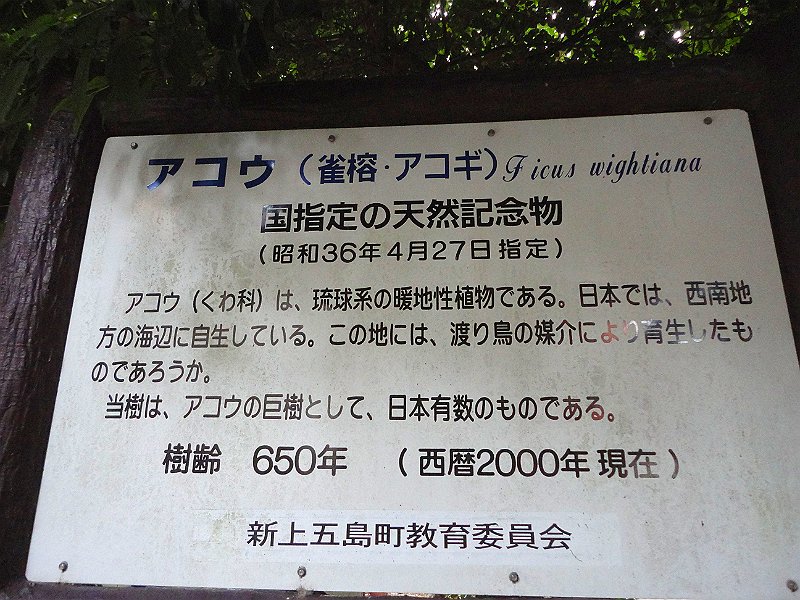 アコウ（雀榕・アコギ）Ficus wightiana
国指定の天然記念物
（昭和36年4月27日指定）
アコウ（くわ科）は、琉球系の暖地性植物である。日本では、西南地
方の海辺に自生している。この地には、渡り鳥の媒介により育生したも
のであろうか。
当樹は、アコウの巨樹として、日本有数のものである。
樹齢　650年　（西暦2000年現在）
新上五島町教育委員会